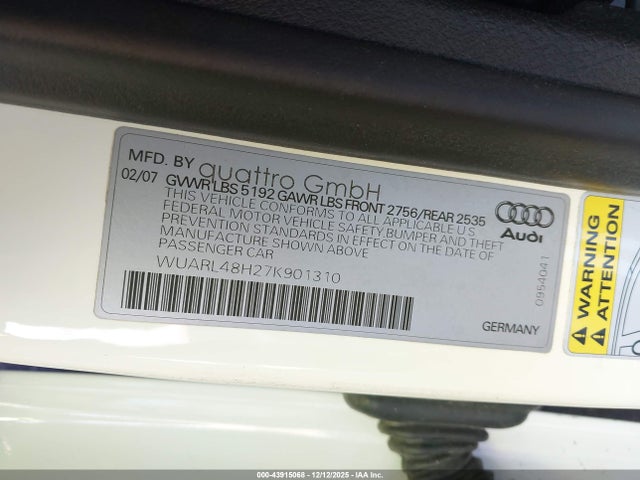 MFD. BY quattro GmbH
02/07 GVWR LBS 5192 GAWR LBS FRONT 2756/REAR 2535
THIS VEHICLE CONFORMS TO ALL APPLICABLE U.S
FEDERAL MOTOR VEHICLE SAFETY BUMPER AND THEFT
PREVENTION STANDARDS IN EFFECT ON THE DATE OF
MANUFACTURE SHOWN ABOVE
PASSENGER CAR
WUARL48H27K901310
Audi
0954041
GERMANY
WARNING
ATTENTION
000-43915068 - 12/12/2025 - IAA Inc.